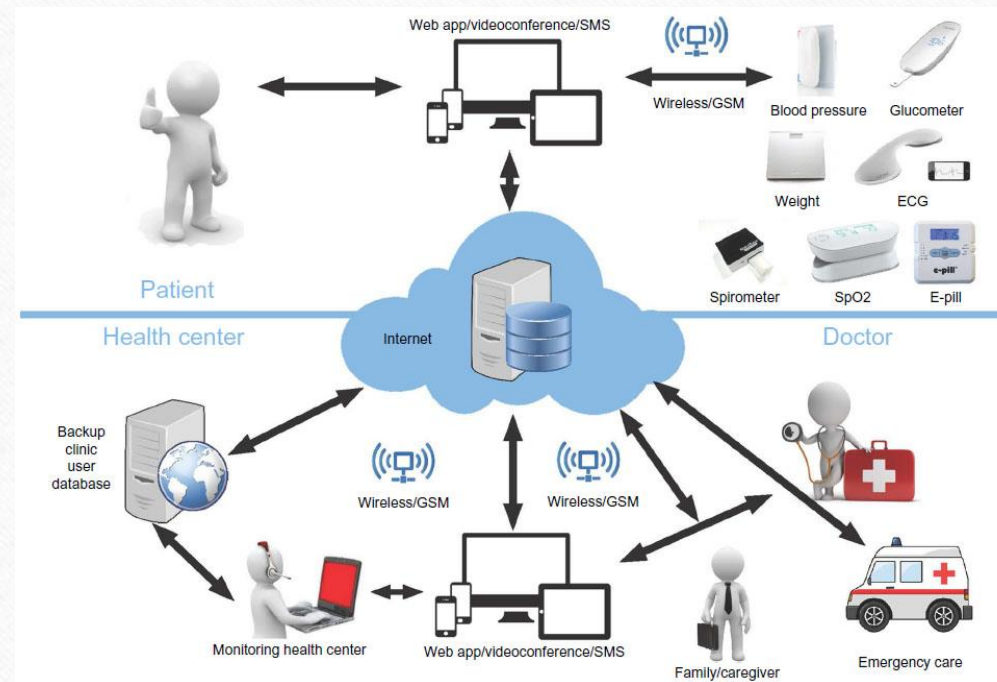 Web app/videoconference/SMS
Wireless/GSM
Blood pressure
Glucometer
Weight
ECG
Spirometer
SpO2
e-pill
E-pill
Patient
Health center
Internet
Doctor
Backup
clinic
user
database
Wireless/GSM
Wireless/GSM
Monitoring health center
Web app/videoconference/SMS
Family/caregiver
Emergency care